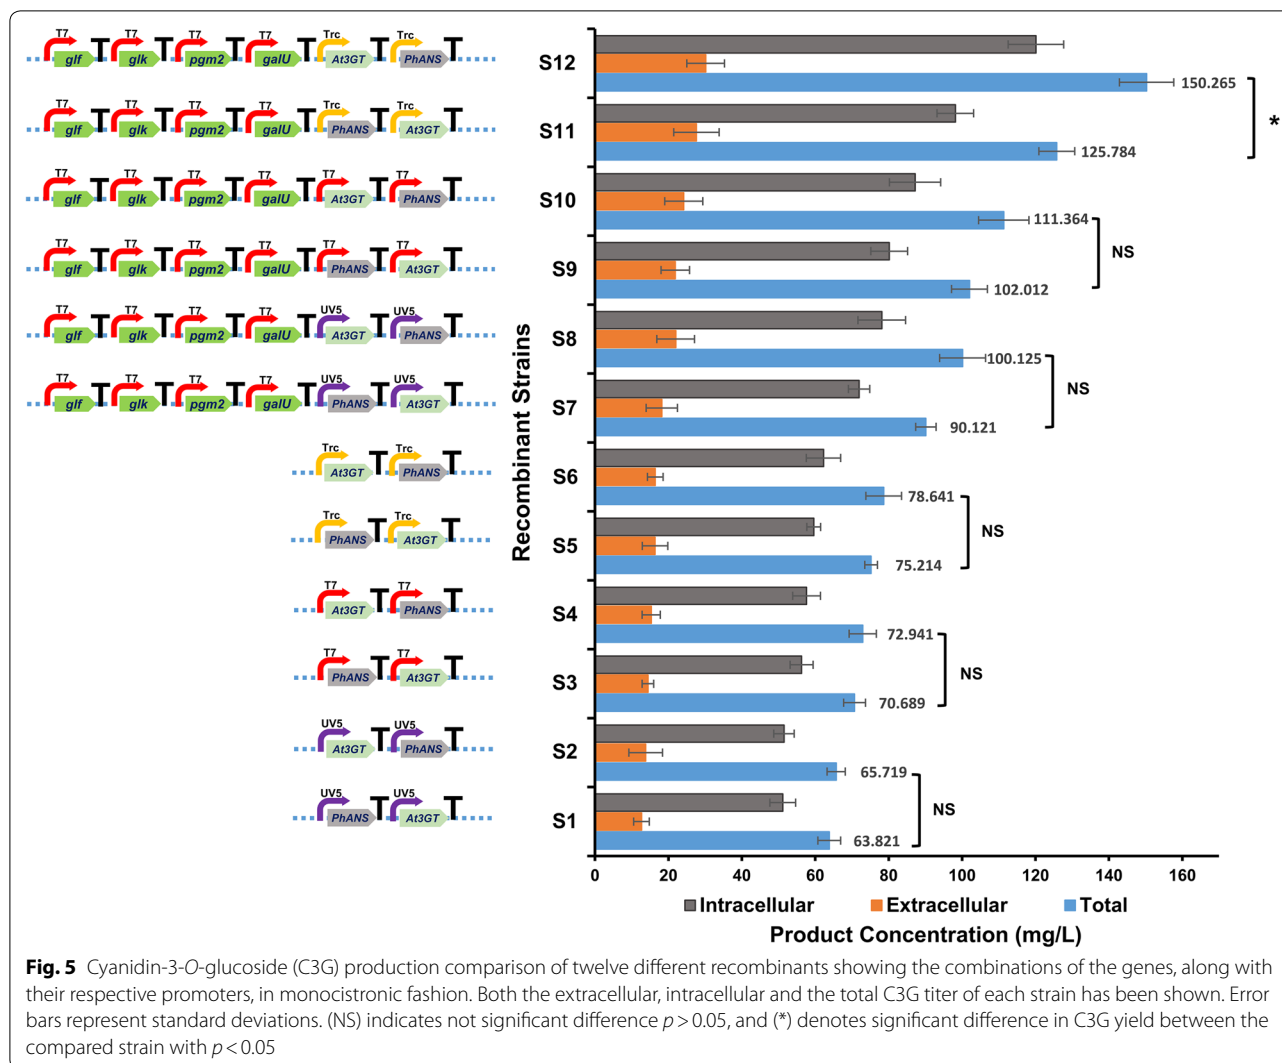 T7 T7 T7 T7 Trc Trc
glf glk pgm2 galU At3GT PhANS
S12
150.265
T7 T7 T7 T7 Trc Trc
glf glk pgm2 galU PhANS At3GT
S11
125.784
*
T7 T7 T7 T7 T7 T7
glf glk pgm2 galU At3GT PhANS
S10
111.364
T7 T7 T7 T7 T7 T7
glf glk pgm2 galU PhANS At3GT
S9
102.012
NS
T7 T7 T7 T7 UV5 UV5
glf glk pgm2 galU At3GT PhANS
S8
100.125
T7 T7 T7 T7 UV5 UV5
glf glk pgm2 galU PhANS At3GT
S7
90.121
NS
Trc Trc
At3GT PhANS
S6
78.641
Trc Trc
PhANS At3GT
S5
75.214
NS
T7 T7
At3GT PhANS
S4
72.941
T7 T7
PhANS At3GT
S3
70.689
NS
UV5 UV5
At3GT PhANS
S2
65.719
UV5 UV5
PhANS At3GT
S1
63.821
NS
Recombinant Strains
0 20 40 60 80 100 120 140 160
Intracellular Extracellular Total
Product Concentration (mg/L)
Fig. 5 Cyanidin-3-O-glucoside (C3G) production comparison of twelve different recombinants showing the combinations of the genes, along with
their respective promoters, in monocistronic fashion. Both the extracellular, intracellular and the total C3G titer of each strain has been shown. Error
bars represent standard deviations. (NS) indicates not significant difference p > 0.05, and (*) denotes significant difference in C3G yield between the
compared strain with p < 0.05